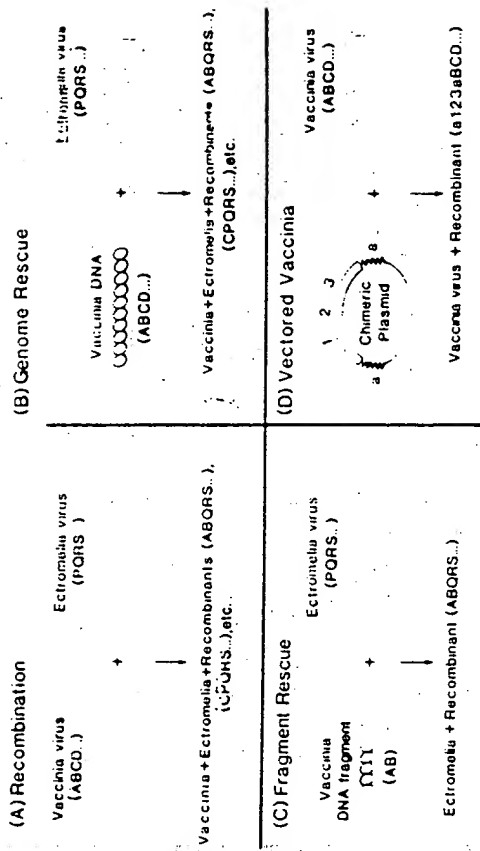 (A) Recombination
Vaccinia virus
(ABCD...)
+
Ectromelia virus
(PQRS...)
Vaccinia+Ectromelia+Recombinants (ABQRS...),
(CPQRS...),etc.
(B) Genome Rescue
Vaccinia DNA
(ABCD...)
+
Ectromelia virus
(PQRS...)
Vaccinia+Ectromelia+Recombinants (ABQRS...),
(CPQRS...),etc.
(C) Fragment Rescue
Vaccinia
DNA fragment
(AB)
+
Ectromelia virus
(PQRS...)
Ectromelia + Recombinant (ABQRS...)
(D) Vectored Vaccinia
1 2 3
a
Chimeric
Plasmid
a
+
Vaccinia virus
(ABCD...)
Vaccinia virus + Recombinant (a123aBCD...)